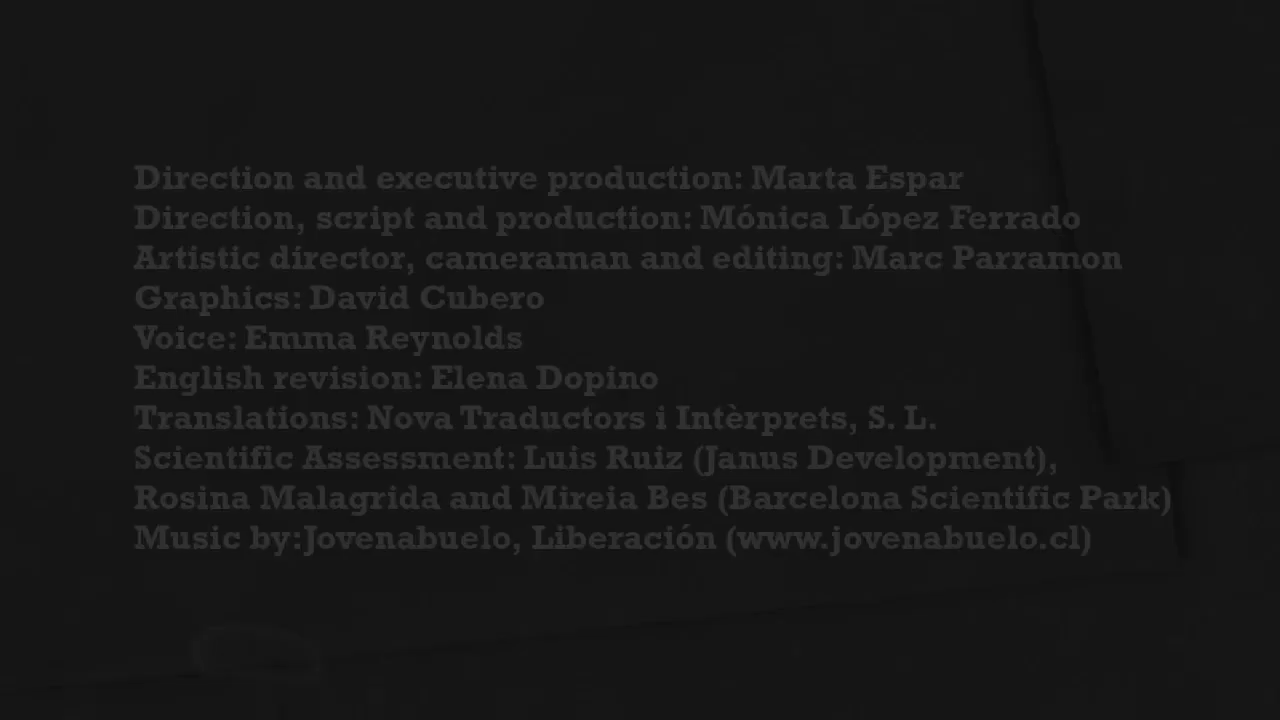 Direction and executive production: Marta Espar
Direction, script and production: Mónica López Ferrado
Artistic director, cameraman and editing: Marc Parramon
Graphics: David Cubero
Voice: Emma Reynolds
English revision: Elena Dopino
Translations: Nova Traductors i Intèrprets, S. L.
Scientific Assessment: Luis Ruiz (Janus Development),
Rosina Malagrida and Mireia Bes (Barcelona Scientific Park)
Music by:Jovenabuelo, Liberación (www.jovenabuelo.cl)